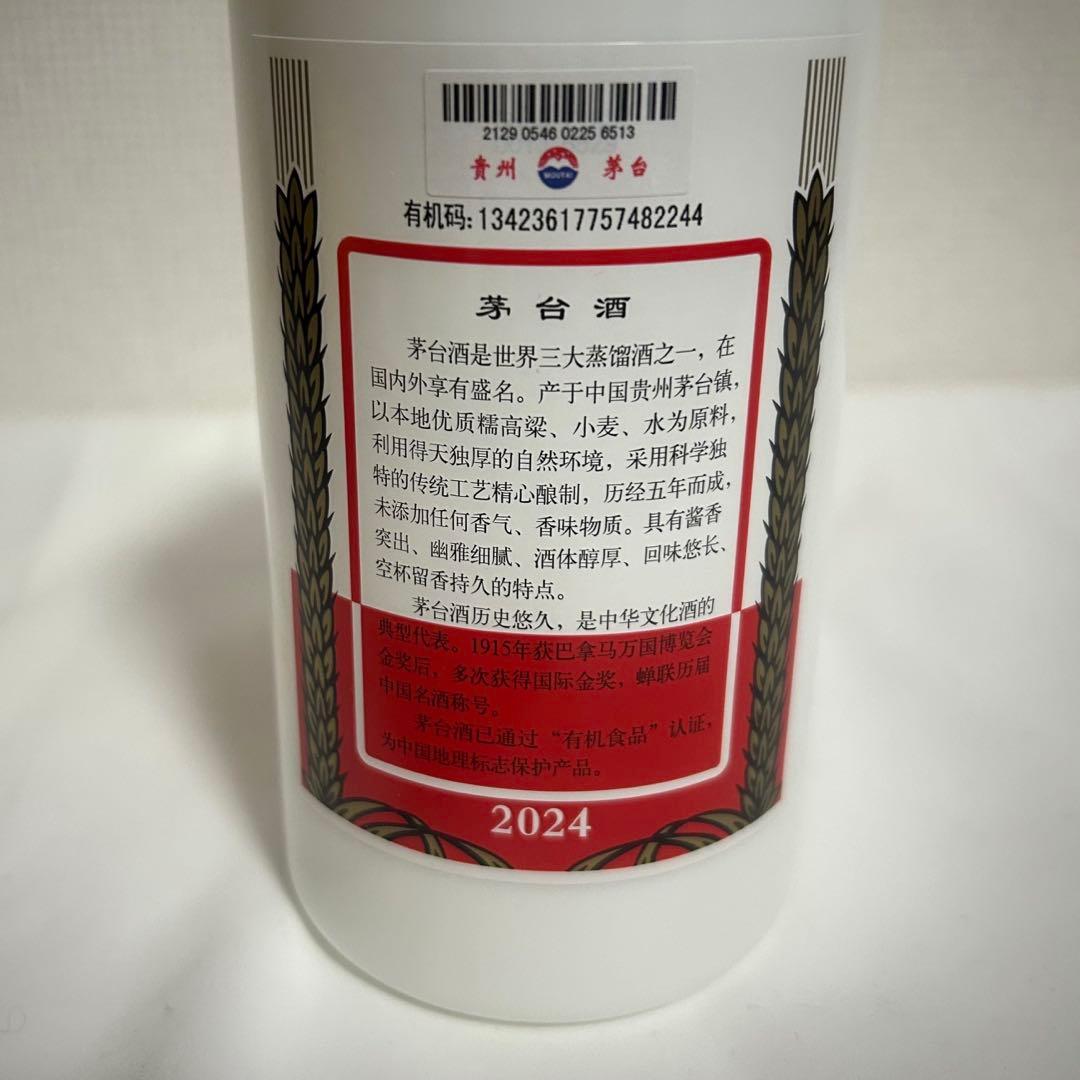 2129 0546 0225 6513
貴州 MOUTAI 茅台
有机码:13423617757482244
茅台酒
茅台酒是世界三大蒸馏酒之一，在
国内外享有盛名。产于中国贵州茅台镇，
以本地优质糯高粱、小麦、水为原料，
利用得天独厚的自然环境，采用科学独
特的传统工艺精心酿制，历经五年而成，
未添加任何香气、香味物质。具有酱香
突出、幽雅细腻、酒体醇厚、回味悠长、
空杯留香持久的特点。
茅台酒历史悠久，是中华文化酒的
典型代表。1915年获巴拿马万国博览会
金奖后，多次获得国际金奖，蝉联历届
中国名酒称号。
茅台酒已通过“有机食品”认证，
为中国地理标志保护产品。
2024